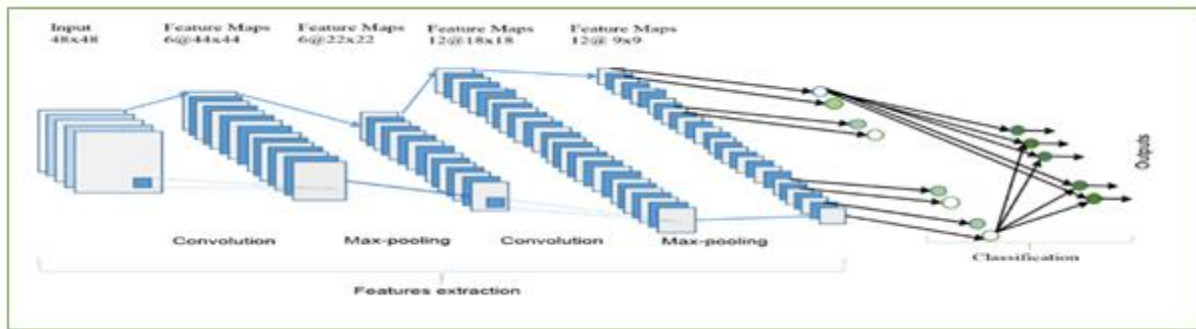 Input
48x48
Feature Maps
6@44x44
Feature Maps
6@22x22
Feature Maps
12@18x18
Feature Maps
12@ 9x9
Outputs
Convolution
Max-pooling
Convolution
Max-pooling
Classification
Features extraction